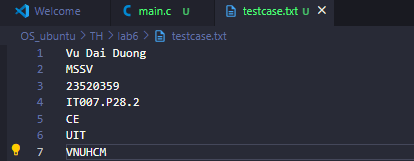 Welcome main.c U testcase.txt U
OS_ubuntu > TH > lab6 > testcase.txt
1 Vu Dai Duong
2 MSSV
3 23520359
4 IT007.P28.2
5 CE
6 UIT
7 VNUHCM